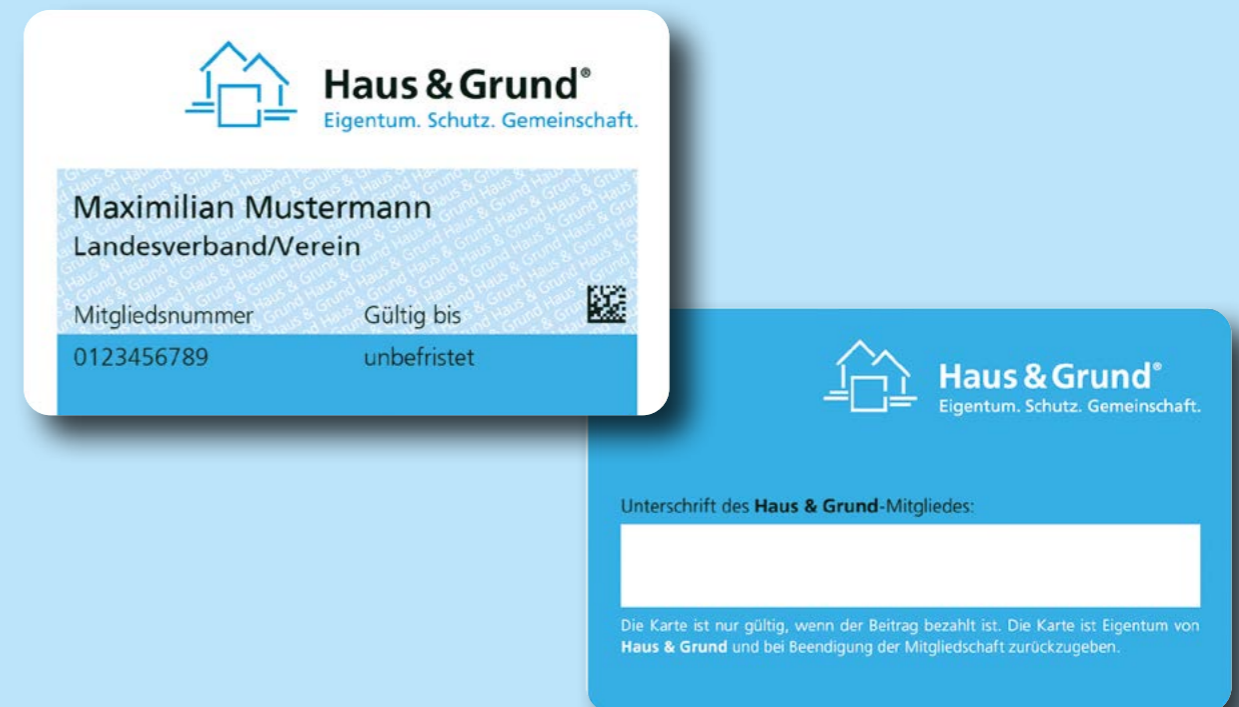 Haus & Grund®
Eigentum. Schutz. Gemeinschaft.
Maximilian Mustermann
Landesverband/Verein
Mitgliedsnummer Gültig bis
0123456789 unbefristet
Haus & Grund®
Eigentum. Schutz. Gemeinschaft.
Unterschrift des Haus & Grund-Mitgliedes:
Die Karte ist nur gültig, wenn der Beitrag bezahlt ist. Die Karte ist Eigentum von
Haus & Grund und bei Beendigung der Mitgliedschaft zurückzugeben.